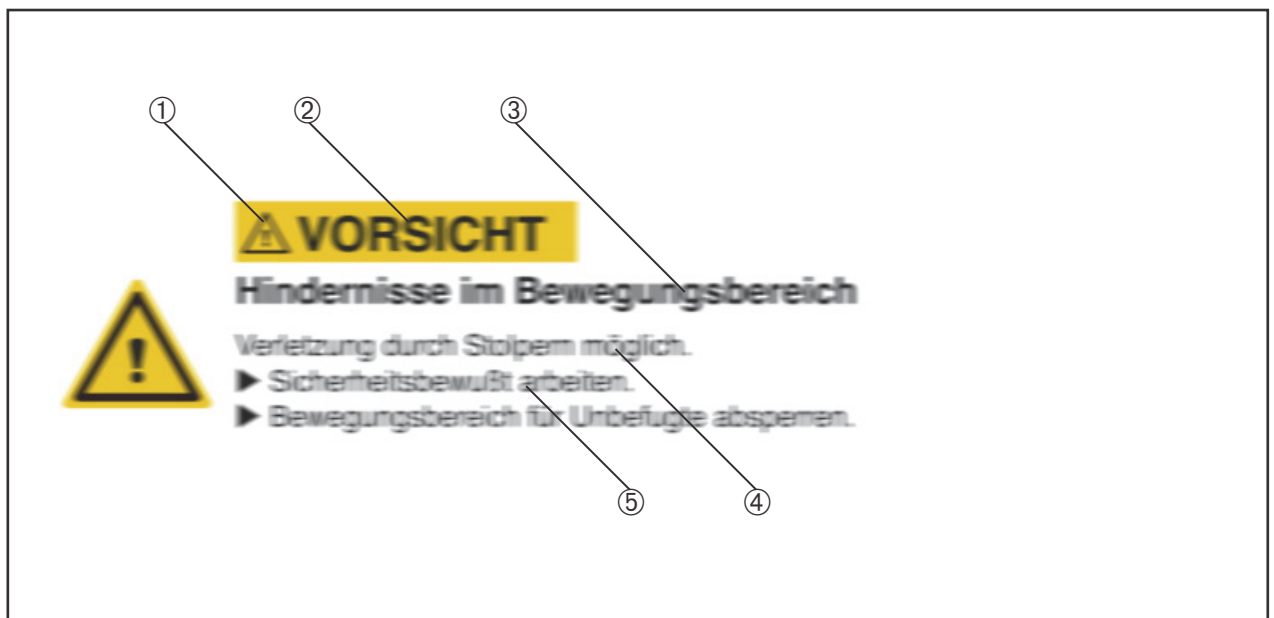 ① ② ③
VORSICHT
Hindernisse im Bewegungsbereich
Verletzung durch Stolpern möglich.
▶ Sicherheitsbewußt arbeiten.
▶ Bewegungsbereich für Unbefugte absperren.
⑤ ④